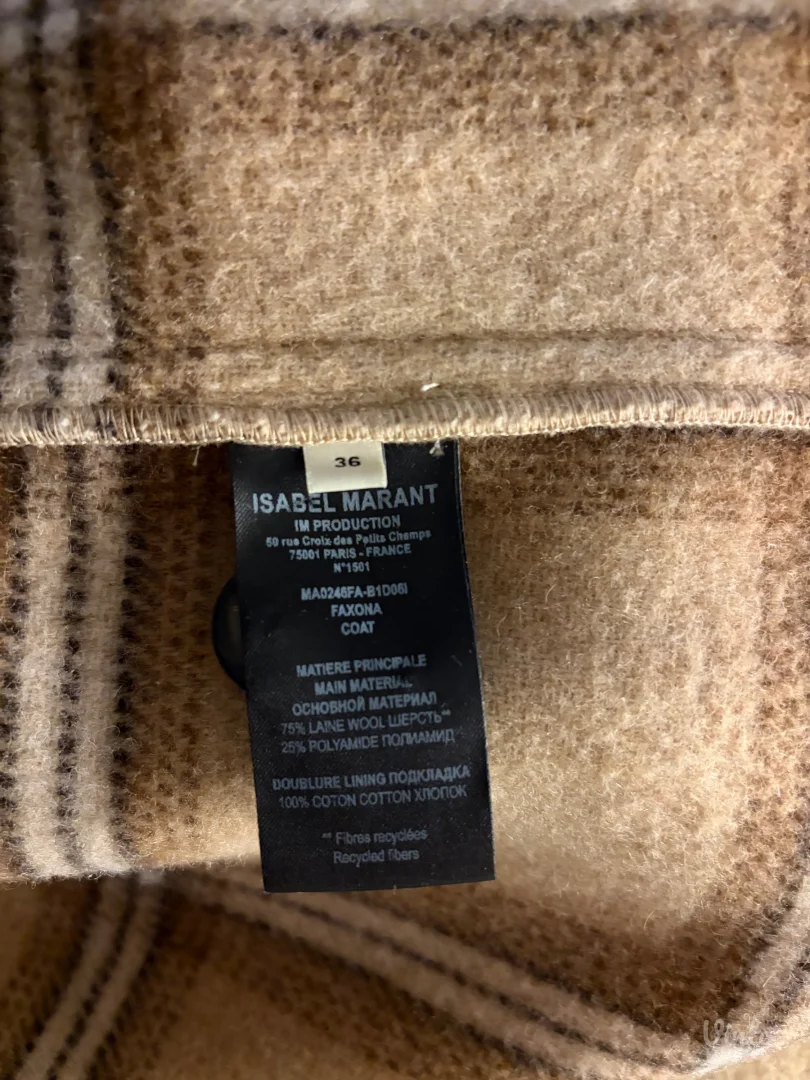 36
ISABEL MARANT
IM PRODUCTION
50 rue Croix des Petits Champs
75001 PARIS - FRANCE
N°1501
MA0246FA-B1D06I
FAXONA
COAT
MATIERE PRINCIPALE
MAIN MATERIAL
ОСНОВНОЙ МАТЕРИАЛ
75% LAINE WOOL ШЕРСТЬ**
25% POLYAMIDE ПОЛИАМИД
DOUBLURE LINING ПОДКЛАДКА
100% COTON COTTON ХЛОПОК
** Fibres recyclées
Recycled fibers